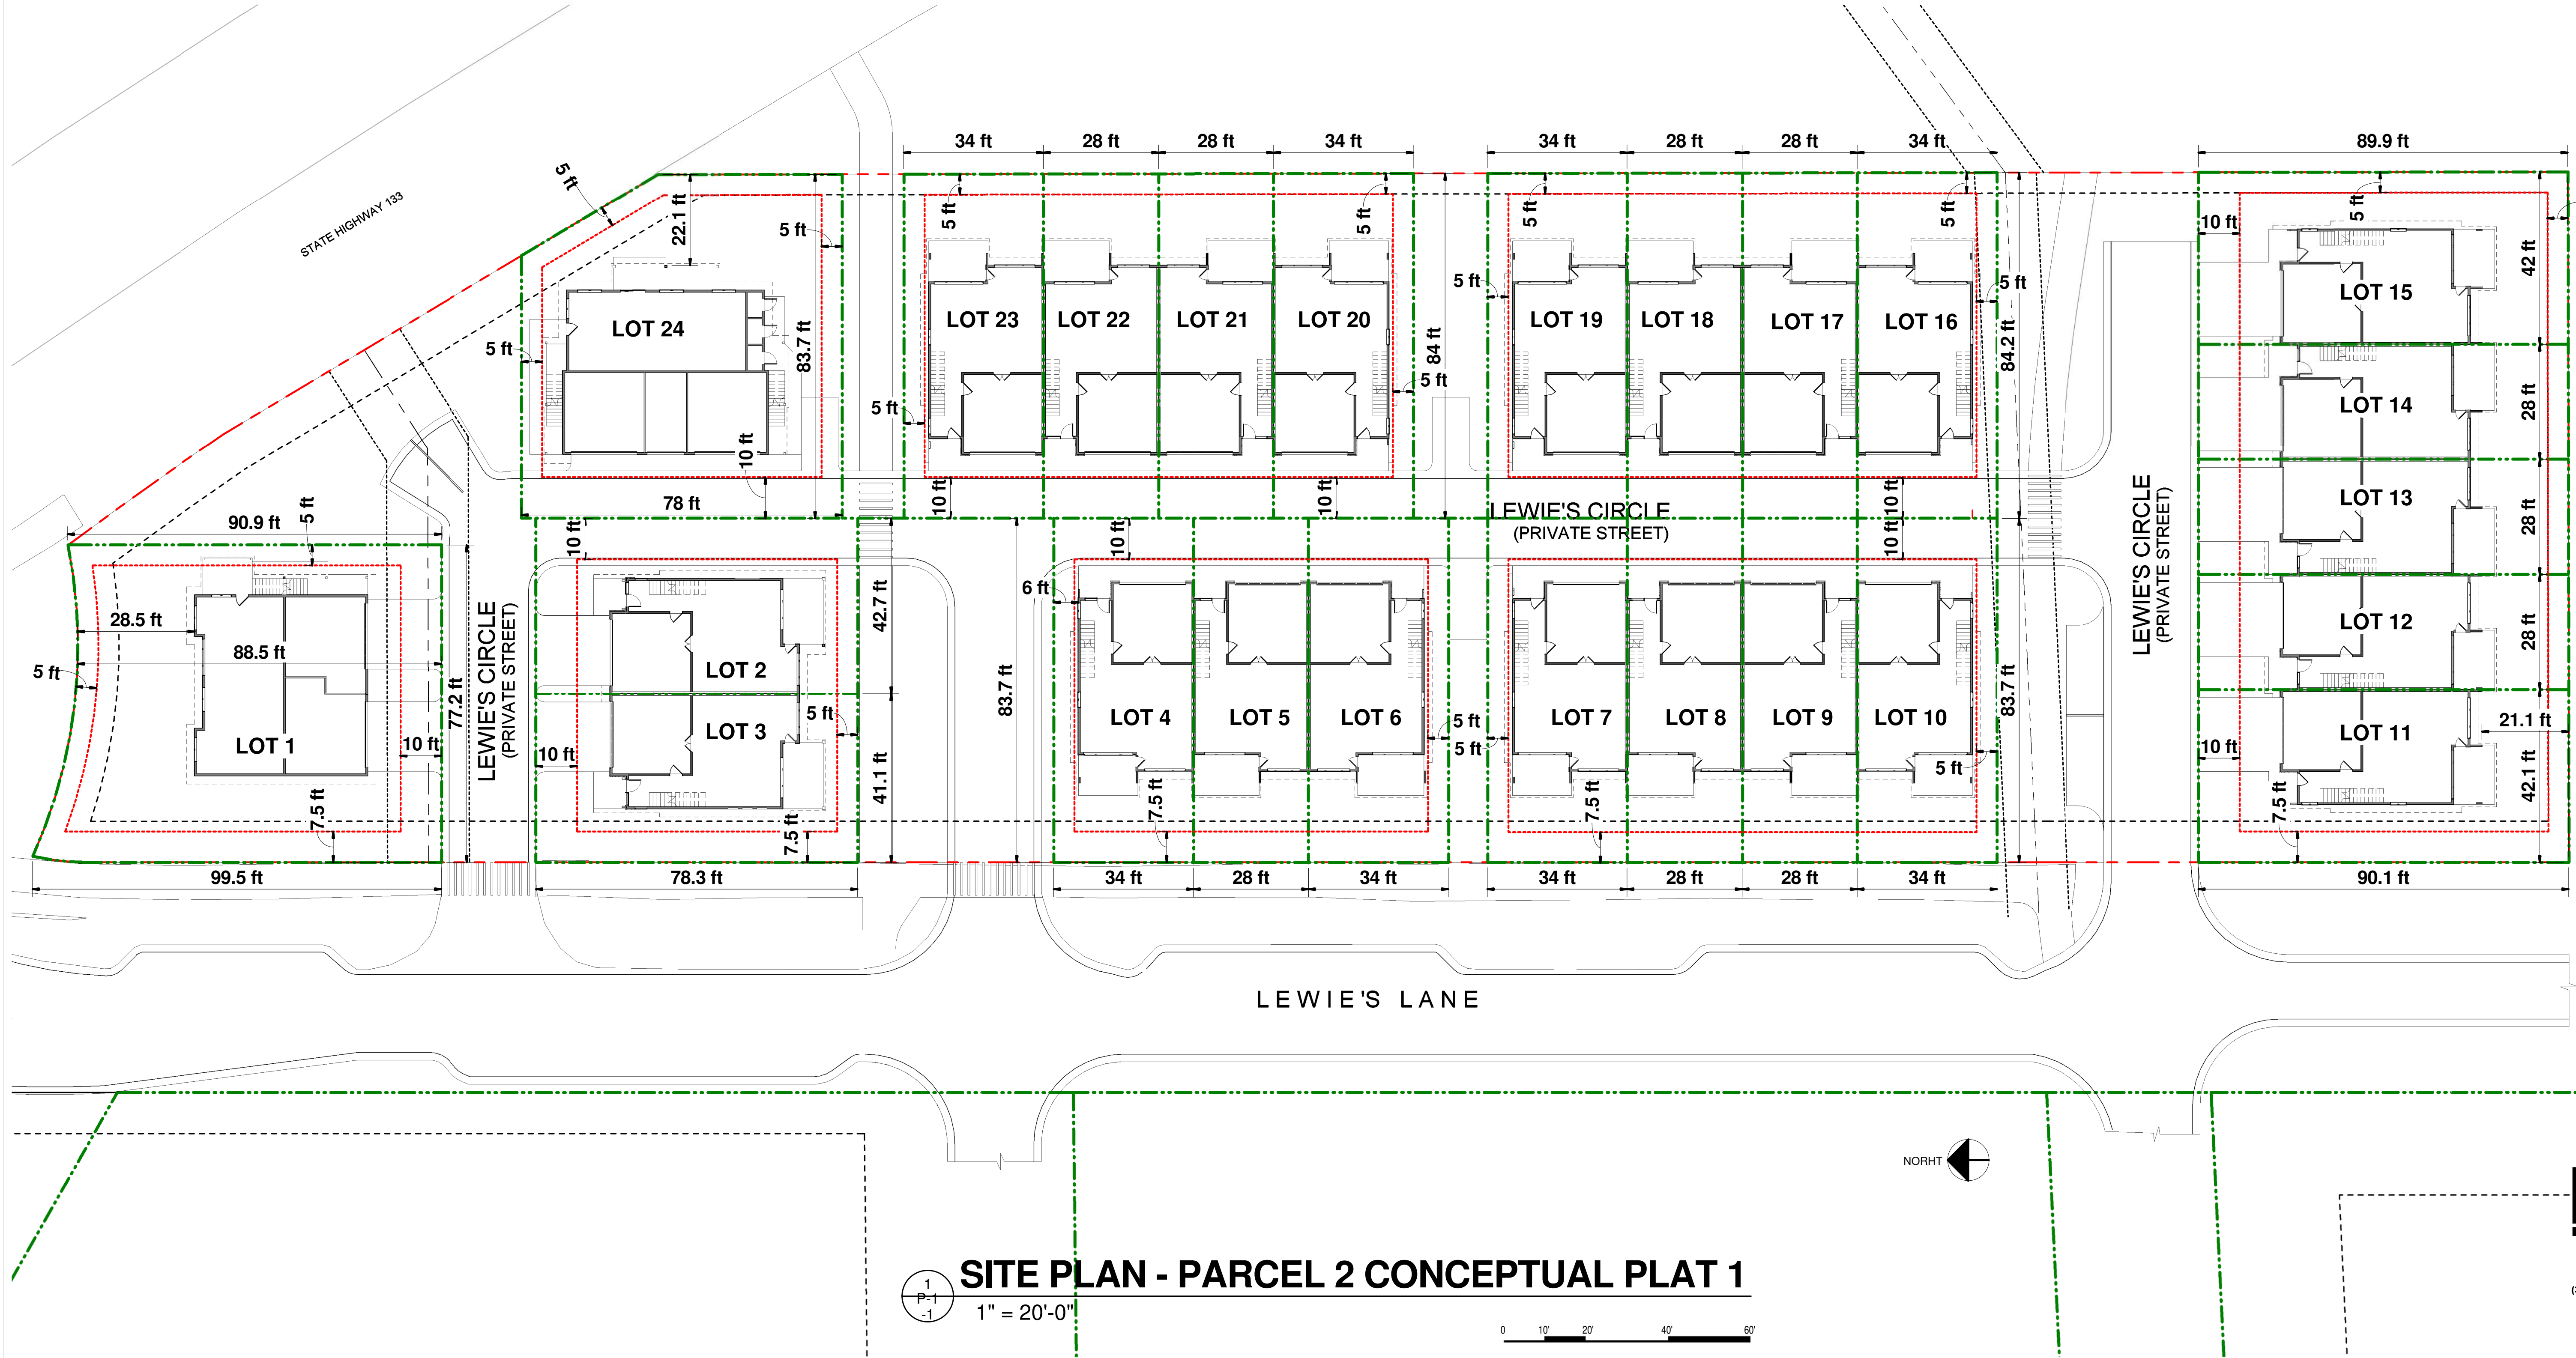 34 ft
28 ft
28 ft
34 ft
34 ft
28 ft
28 ft
34 ft
89.9 ft
STATE HIGHWAY 133
5 ft
22.1 ft
5 ft
5 ft
83.7 ft
10 ft
78 ft
LOT 24
5 ft
5 ft
LOT 23
LOT 22
LOT 21
LOT 20
5 ft
5 ft
10 ft
10 ft
84 ft
5 ft
5 ft
5 ft
5 ft
LOT 19
LOT 18
LOT 17
LOT 16
84.2 ft
10 ft
LEWIE'S CIRCLE
(PRIVATE STREET)
10 ft
5 ft
10 ft
42 ft
LOT 15
LOT 14
28 ft
LOT 13
28 ft
LOT 12
28 ft
LOT 11
21.1 ft
10 ft
42.1 ft
7.5 ft
90.1 ft
LEWIE'S CIRCLE
(PRIVATE STREET)
90.9 ft
5 ft
28.5 ft
88.5 ft
5 ft
77.2 ft
LOT 1
10 ft
7.5 ft
99.5 ft
LEWIE'S CIRCLE
(PRIVATE STREET)
10 ft
LOT 2
42.7 ft
LOT 3
5 ft
10 ft
41.1 ft
7.5 ft
78.3 ft
83.7 ft
10 ft
6 ft
LOT 4
LOT 5
LOT 6
5 ft
7.5 ft
34 ft
28 ft
34 ft
5 ft
LOT 7
LOT 8
LOT 9
LOT 10
5 ft
83.7 ft
7.5 ft
34 ft
28 ft
28 ft
34 ft
LEWIE'S LANE
NORHT
1
P-1
-1
SITE PLAN - PARCEL 2 CONCEPTUAL PLAT 1
1" = 20'-0"
0 10' 20' 40' 60'